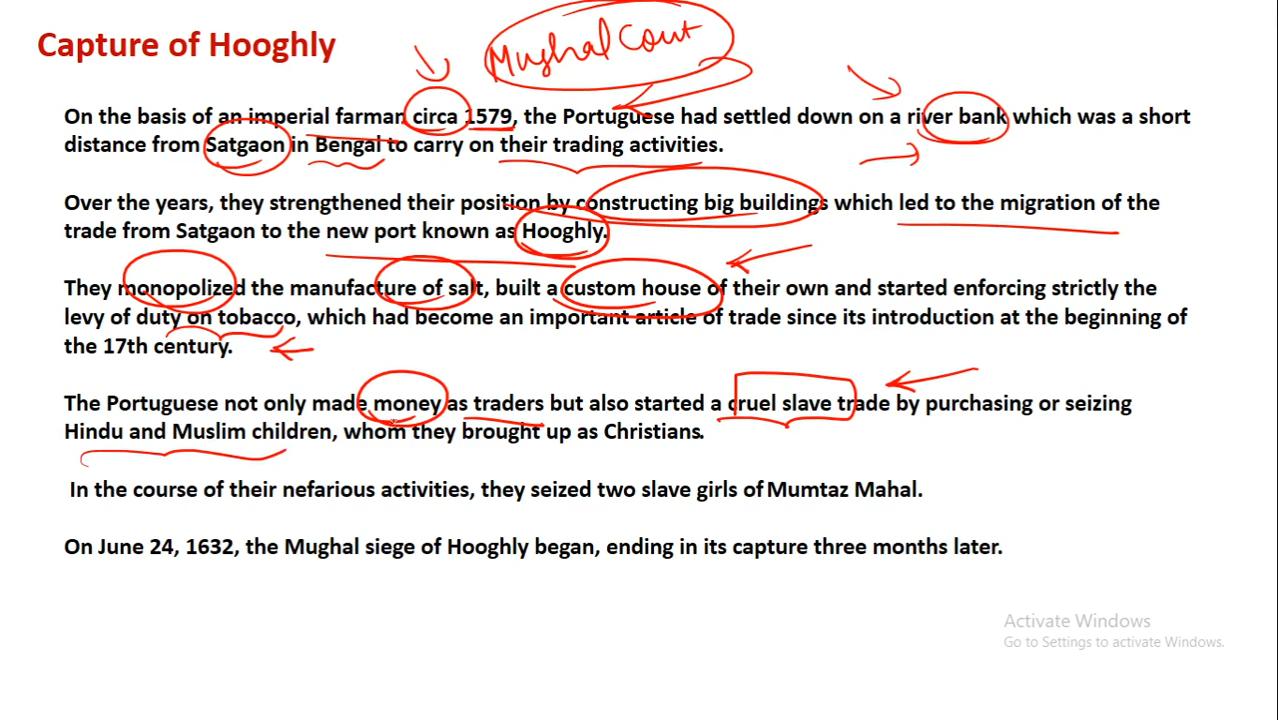 Capture of Hooghly
Mughal Cout
On the basis of an imperial farman circa 1579, the Portuguese had settled down on a river bank which was a short
distance from Satgaon in Bengal to carry on their trading activities.
Over the years, they strengthened their position by constructing big buildings which led to the migration of the
trade from Satgaon to the new port known as Hooghly.
They monopolized the manufacture of salt, built a custom house of their own and started enforcing strictly the
levy of duty on tobacco, which had become an important article of trade since its introduction at the beginning of
the 17th century.
The Portuguese not only made money as traders but also started a cruel slave trade by purchasing or seizing
Hindu and Muslim children, whom they brought up as Christians.
In the course of their nefarious activities, they seized two slave girls of Mumtaz Mahal.
On June 24, 1632, the Mughal siege of Hooghly began, ending in its capture three months later.
Activate Windows
Go to Settings to activate Windows.